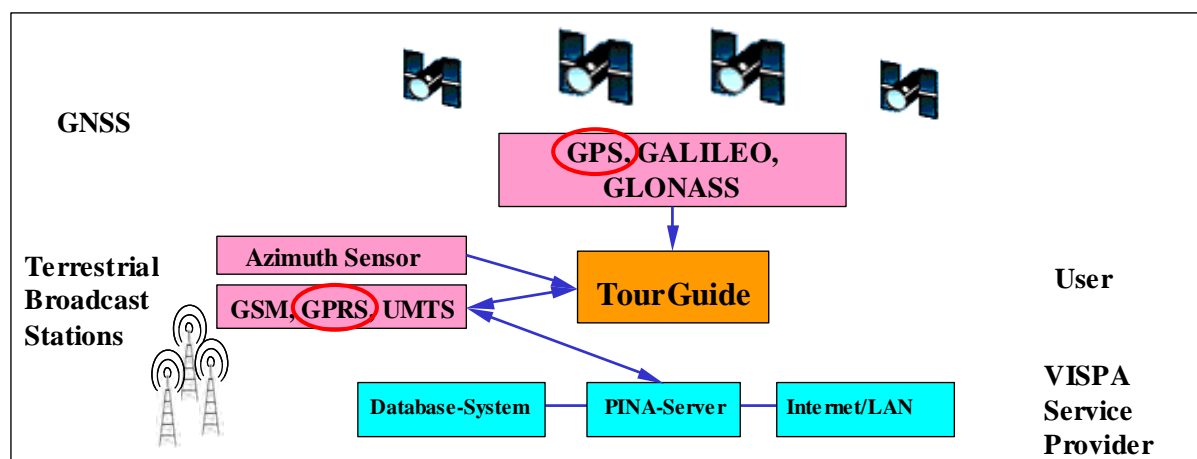 GNSS
GPS, GALILEO,
GLONASS
Azimuth Sensor
Terrestrial
Broadcast
Stations
GSM, GPRS, UMTS
TourGuide
User
Database-System
PINA-Server
Internet/LAN
VISPA
Service
Provider